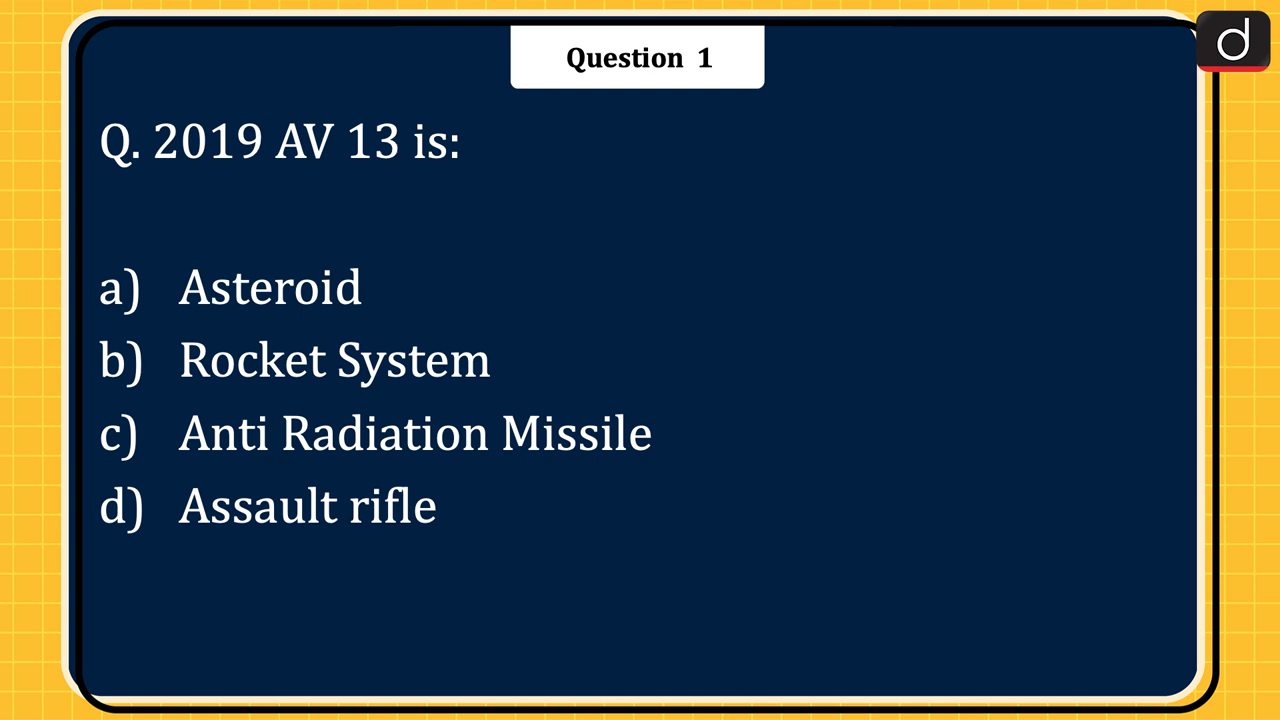 Question 1
d
Q. 2019 AV 13 is:
a) Asteroid
b) Rocket System
c) Anti Radiation Missile
d) Assault rifle